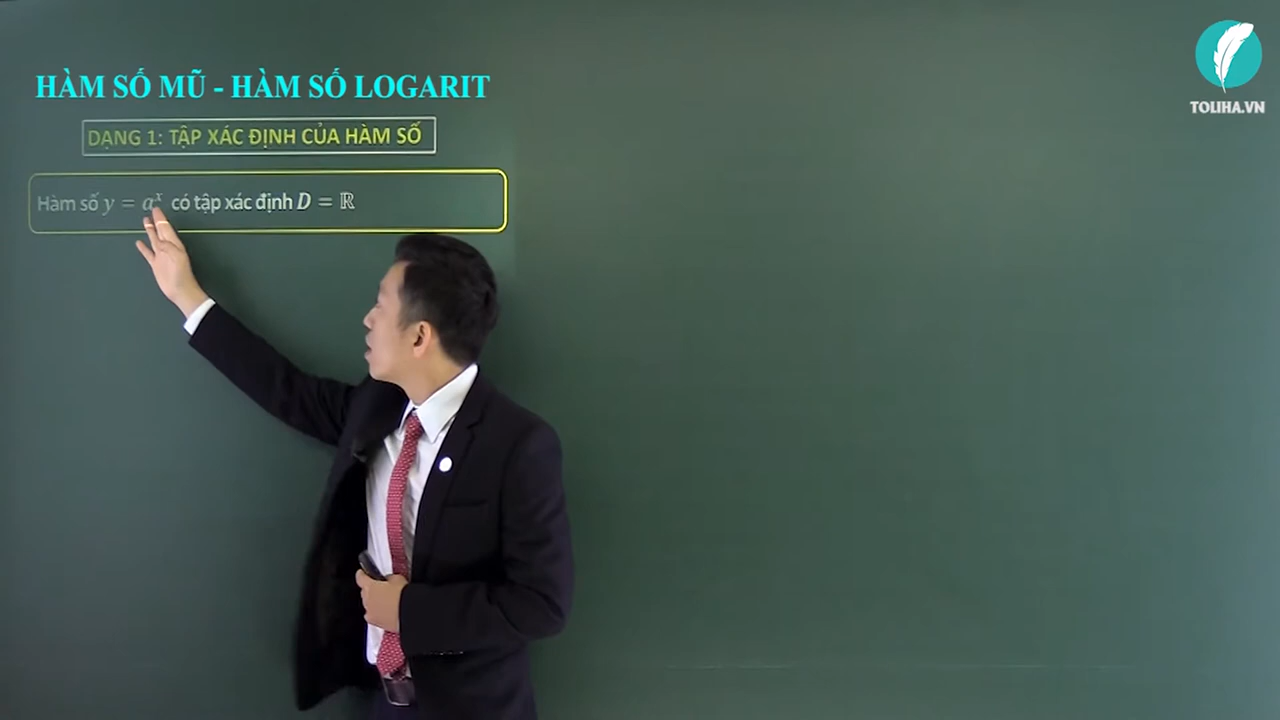 HÀM SỐ MŨ - HÀM SỐ LOGARIT
DẠNG 1: TẬP XÁC ĐỊNH CỦA HÀM SỐ
Hàm số y = aˣ có tập xác định D = ℝ
TOLIHA.VN